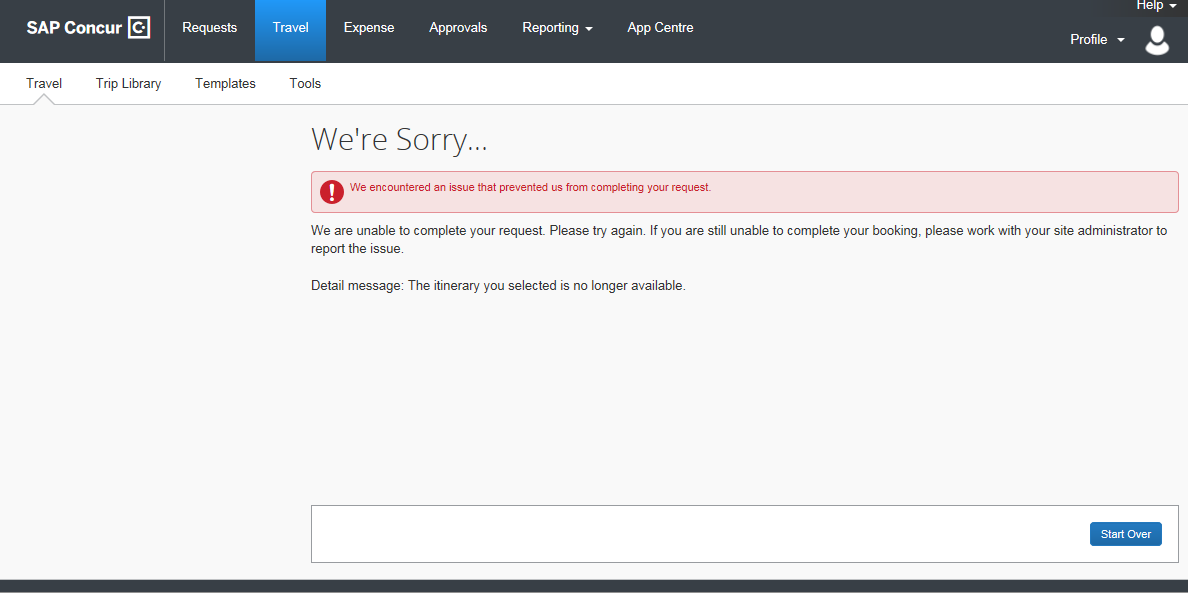 Help
SAP Concur C Requests Travel Expense Approvals Reporting App Centre
Profile
Travel Trip Library Templates Tools
We're Sorry...
We encountered an issue that prevented us from completing your request.
We are unable to complete your request. Please try again. If you are still unable to complete your booking, please work with your site administrator to
report the issue.
Detail message: The itinerary you selected is no longer available.
Start Over